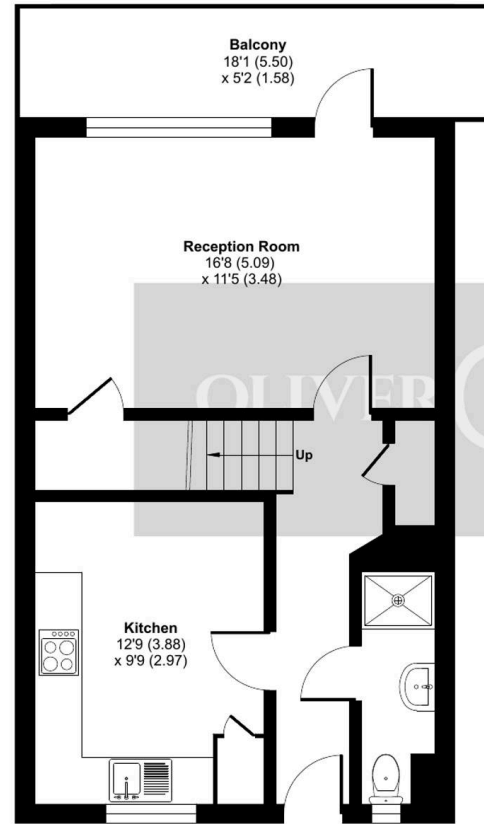 Balcony
18'1 (5.50)
x 5'2 (1.58)
Reception Room
16'8 (5.09)
x 11'5 (3.48)
OLIVER
Up
Kitchen
12'9 (3.88)
x 9'9 (2.97)